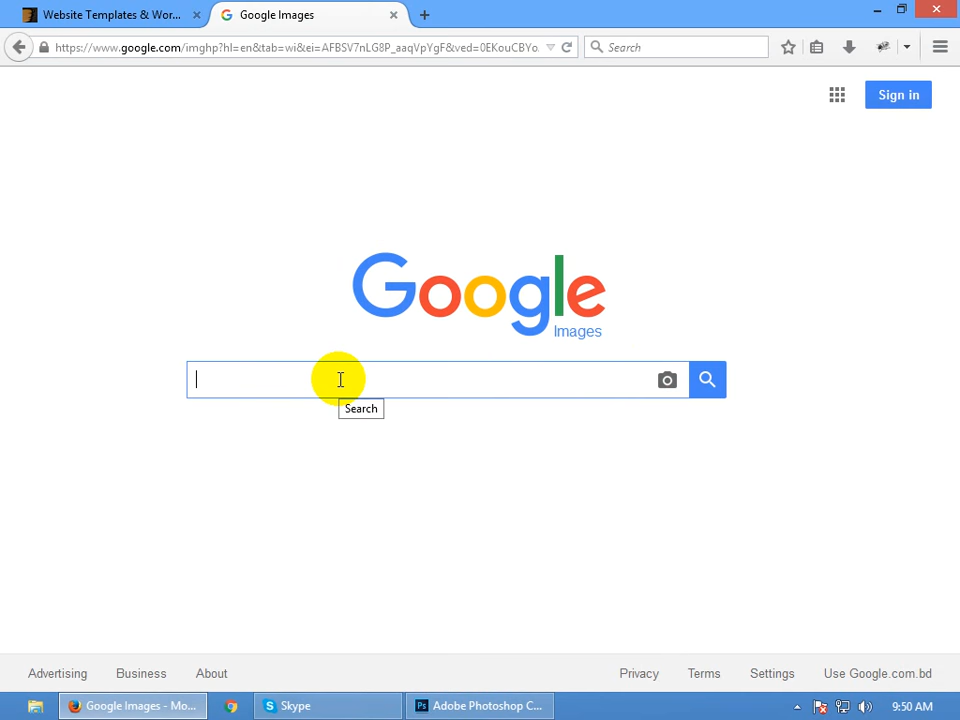 Website Templates & Wor...
Google Images
https://www.google.com/imghp?hl=en&tab=wi&ei=AFBSV7nLG8P_aaqVpYgF&ved=0EKouCBYo.
Search
Sign in
Google
Images
Search
Advertising
Business
About
Privacy
Terms
Settings
Use Google.com.bd
Google Images - Mo...
Skype
Adobe Photoshop C...
9:50 AM